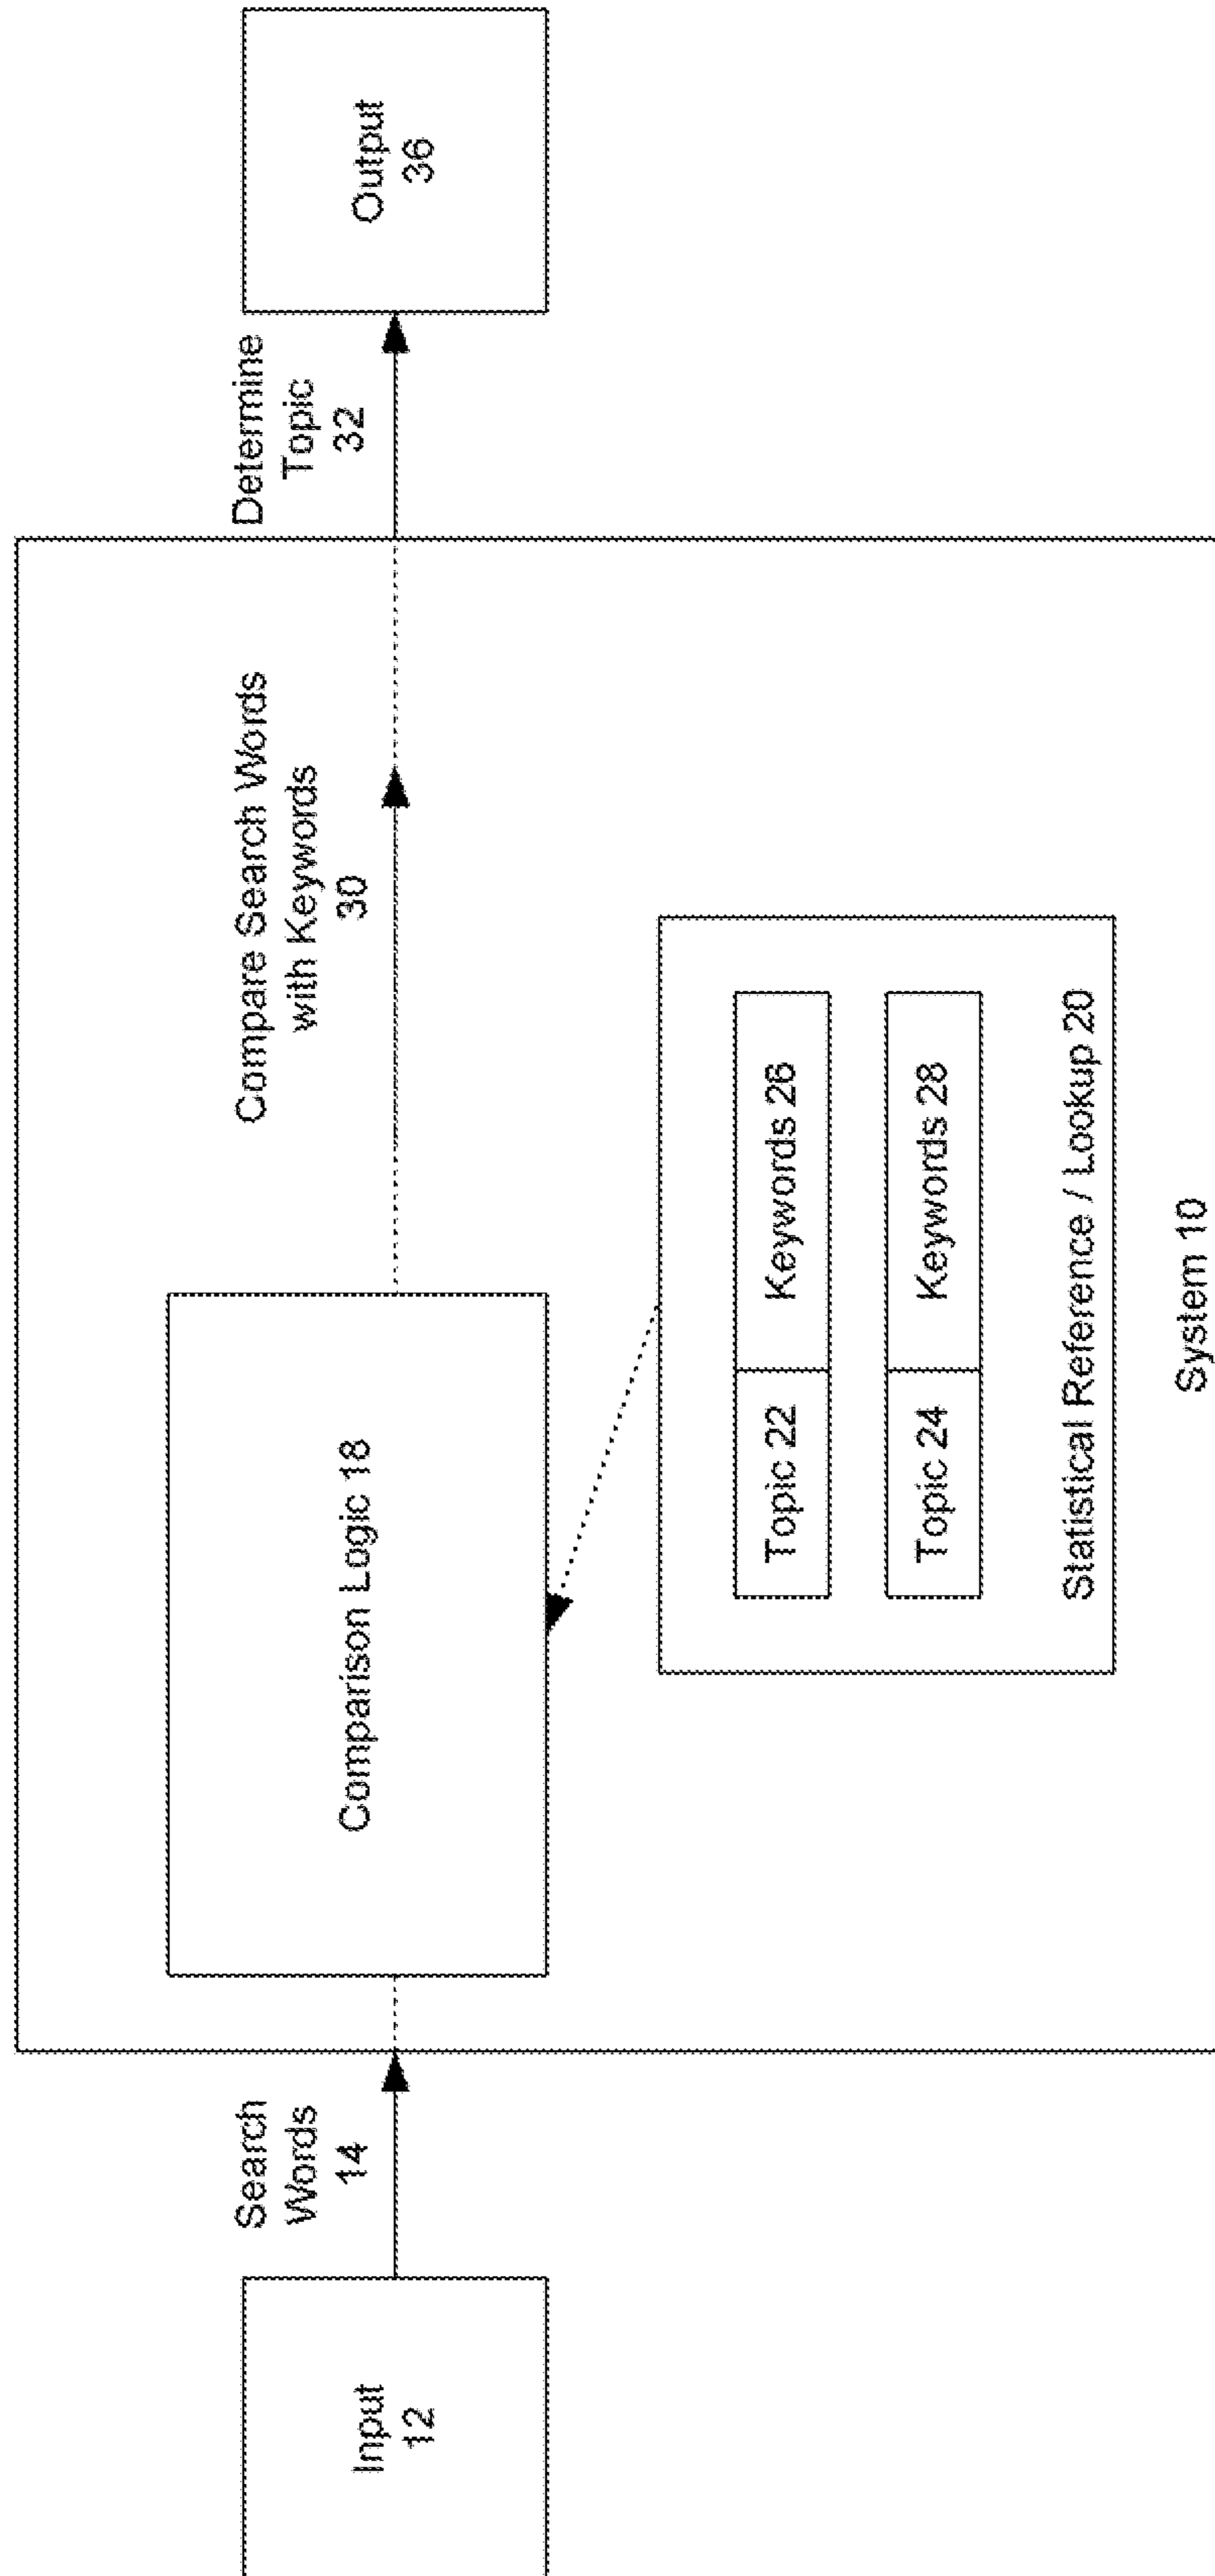 Input
12
Search
Words
14
Comparison Logic 18
Compare Search Words
with Keywords
30
Topic 22
Keywords 26
Topic 24
Keywords 28
Statistical Reference / Lookup 20
System 10
Determine
Topic
32
Output
36